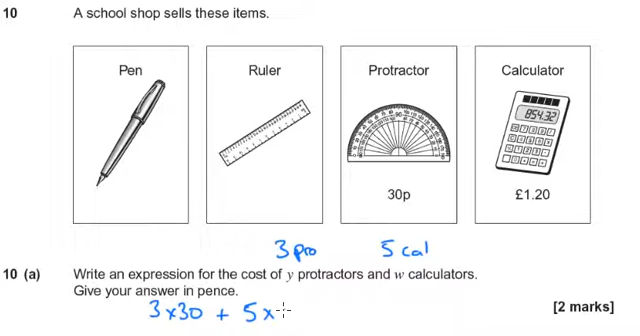 10 A school shop sells these items.
Pen Ruler Protractor Calculator
854.32
30p £1.20
3 pro 5 cal
10 (a) Write an expression for the cost of y protractors and w calculators.
Give your answer in pence.
[2 marks]
3 x 30 + 5 x